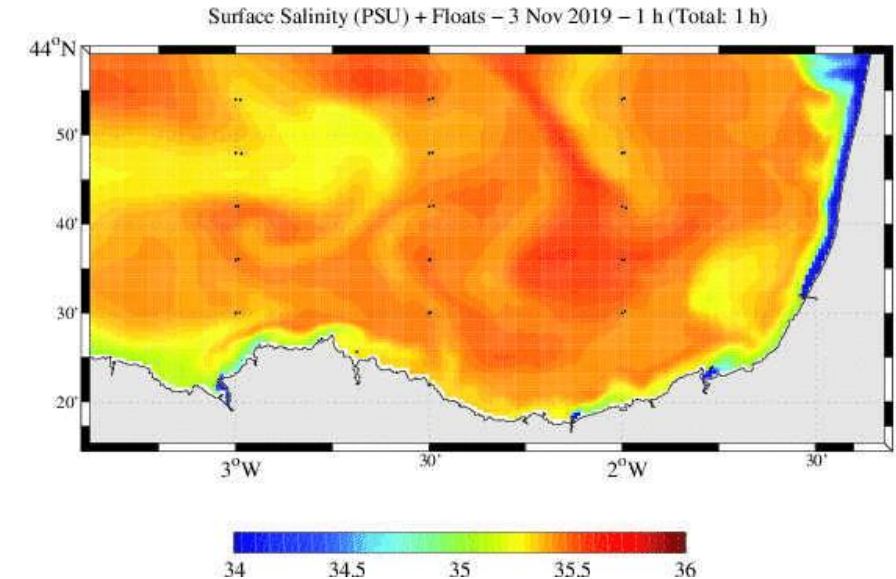 Surface Salinity (PSU) + Floats − 3 Nov 2019 − 1 h (Total: 1 h)
44°N
50'
40'
30'
20'
3°W 30' 2°W 30'
34 34.5 35 35.5 36